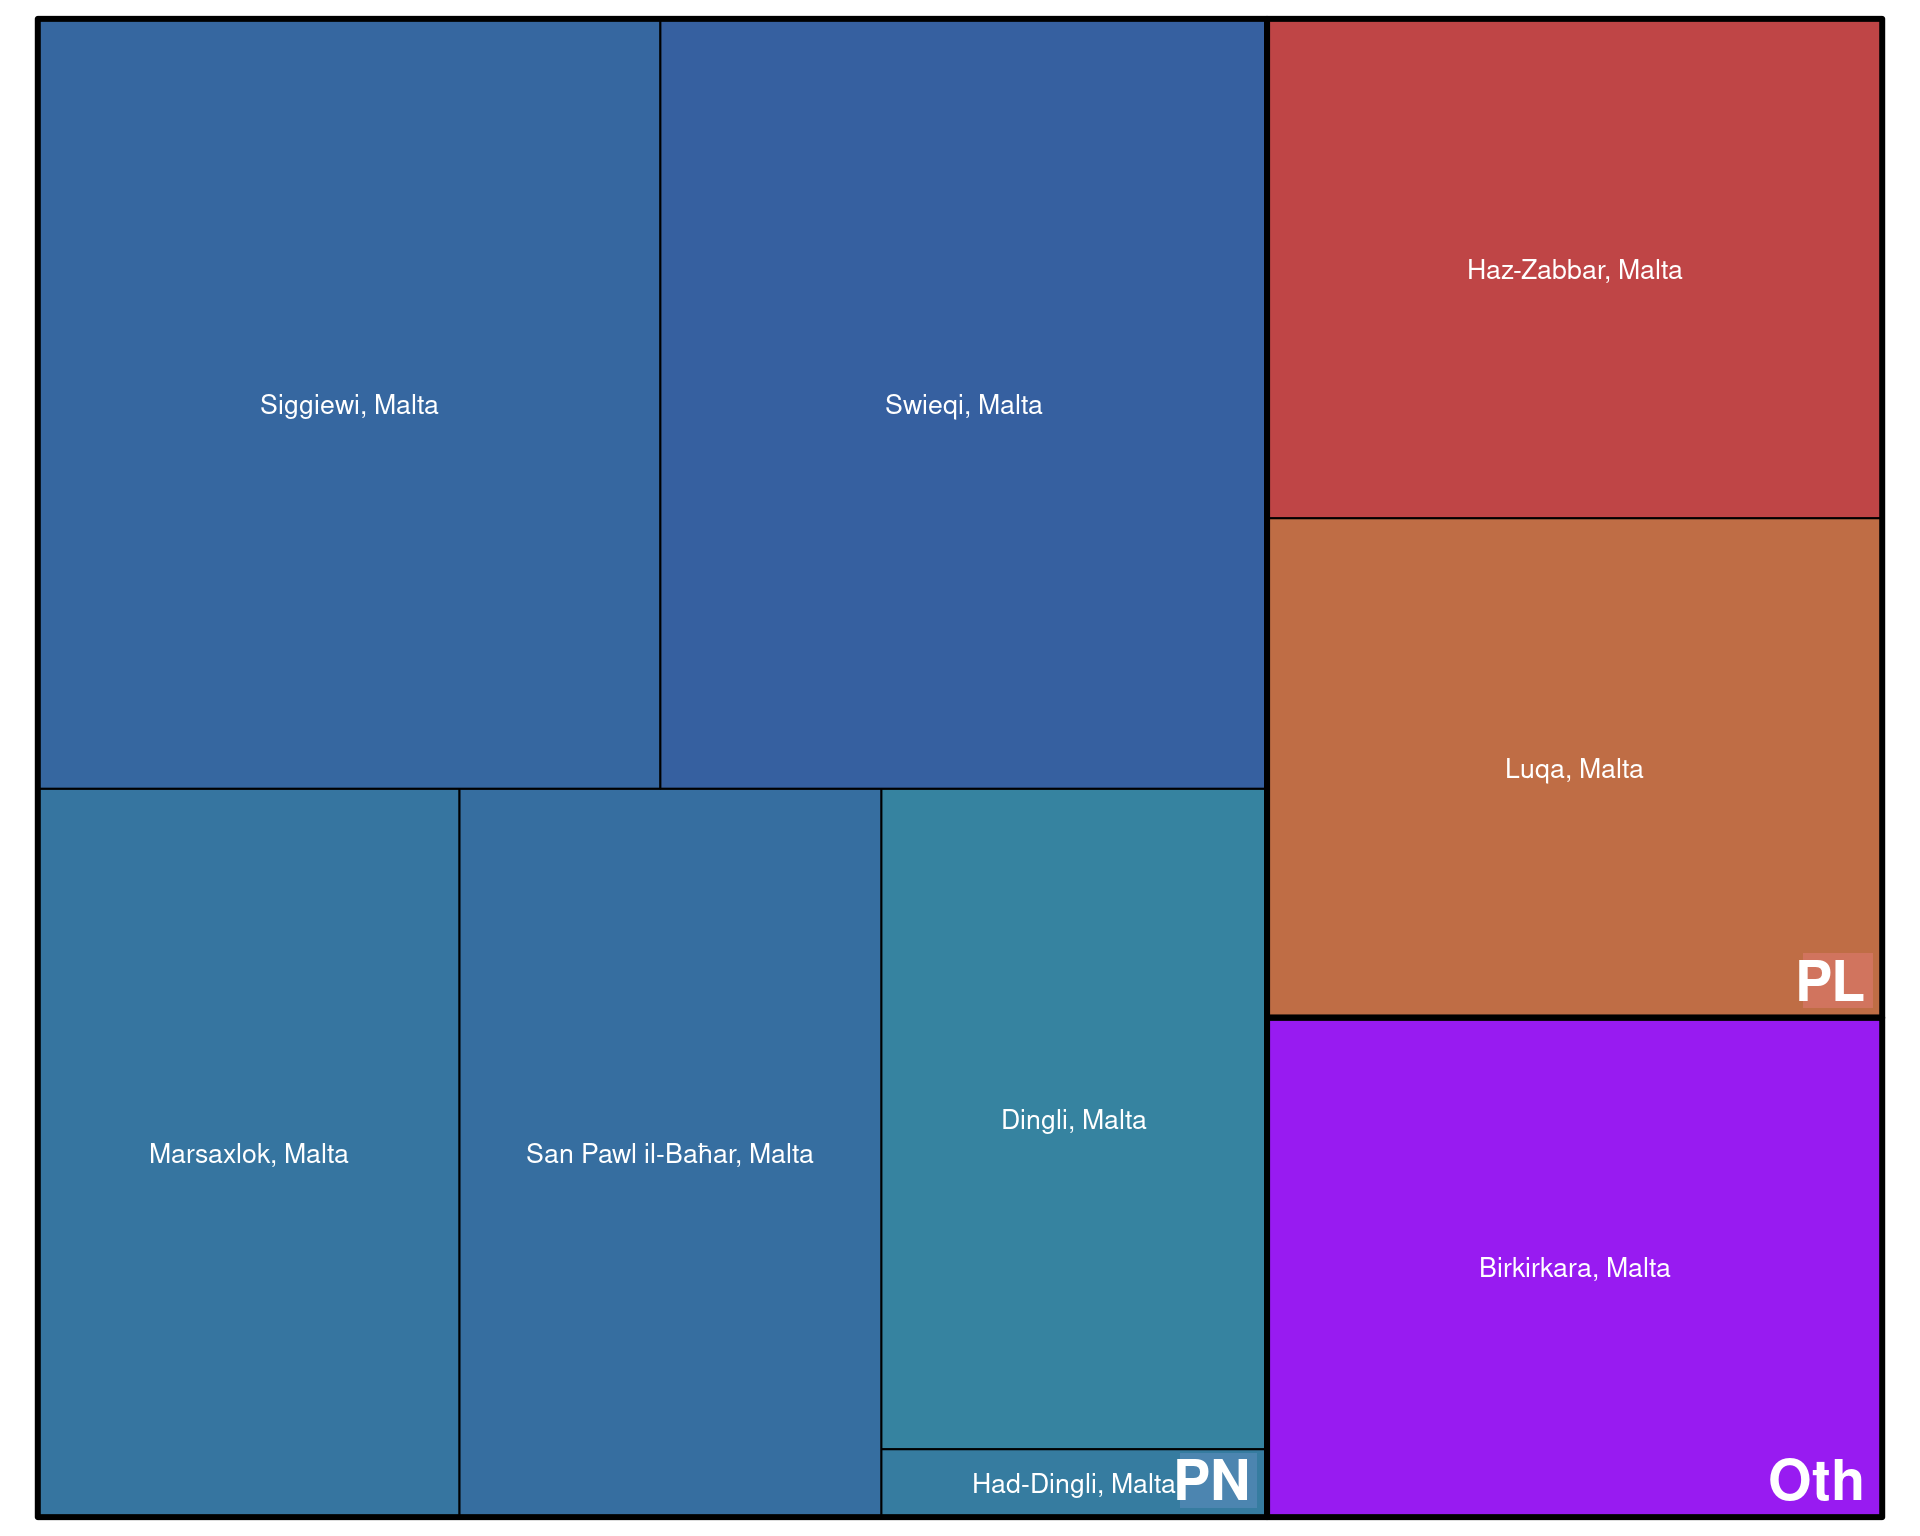 Siggiewi, Malta
Swieqi, Malta
Haz-Zabbar, Malta
Luqa, Malta
PL
Marsaxlok, Malta
San Pawl il-Baħar, Malta
Dingli, Malta
Had-Dingli, Malta
PN
Birkirkara, Malta
Oth